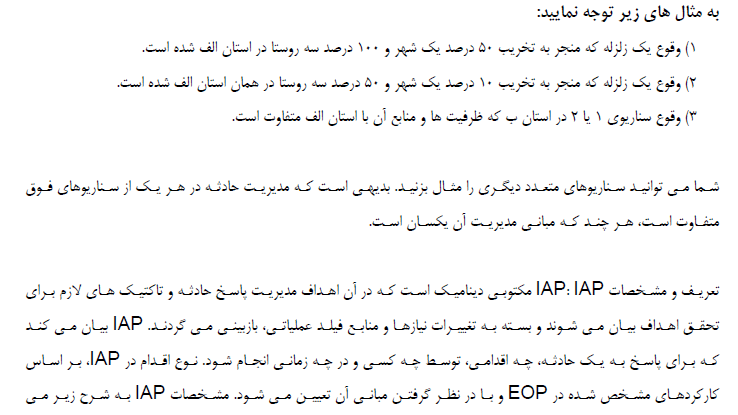 به مثال های زیر توجه نمایید:
۱) وقوع یک زلزله که منجر به تخریب ۵۰ درصد یک شهر و ۱۰۰ درصد سه روستا در استان الف شده است.
۲) وقوع یک زلزله که منجر به تخریب ۱۰ درصد یک شهر و ۵۰ درصد سه روستا در همان استان الف شده است.
۳) وقوع سناریوی ۱ یا ۲ در استان ب که ظرفیت ها و منابع آن با استان الف متفاوت است.
شما می توانید سناریوهای متعدد دیگری را مثال بزنید. بدیهی است که مدیریت حادثه در هر یک از سناریوهای فوق
متفاوت است، هر چند که مبانی مدیریت آن یکسان است.
تعریف و مشخصات IAP: IAP مکتوبی دینامیک است که در آن اهداف مدیریت پاسخ حادثه و تاکتیک های لازم برای
تحقق اهداف بیان می شوند و بسته به تغییرات نیازها و منابع فیلد عملیاتی، بازبینی می گردند. IAP بیان می کند
که برای پاسخ به یک حادثه، چه اقدامی، توسط چه کسی و در چه زمانی انجام شود. نوع اقدام در IAP، بر اساس
کارکردهای مشخص شده در EOP و با در نظر گرفتن مبانی آن تعیین می شود. مشخصات IAP به شرح زیر می